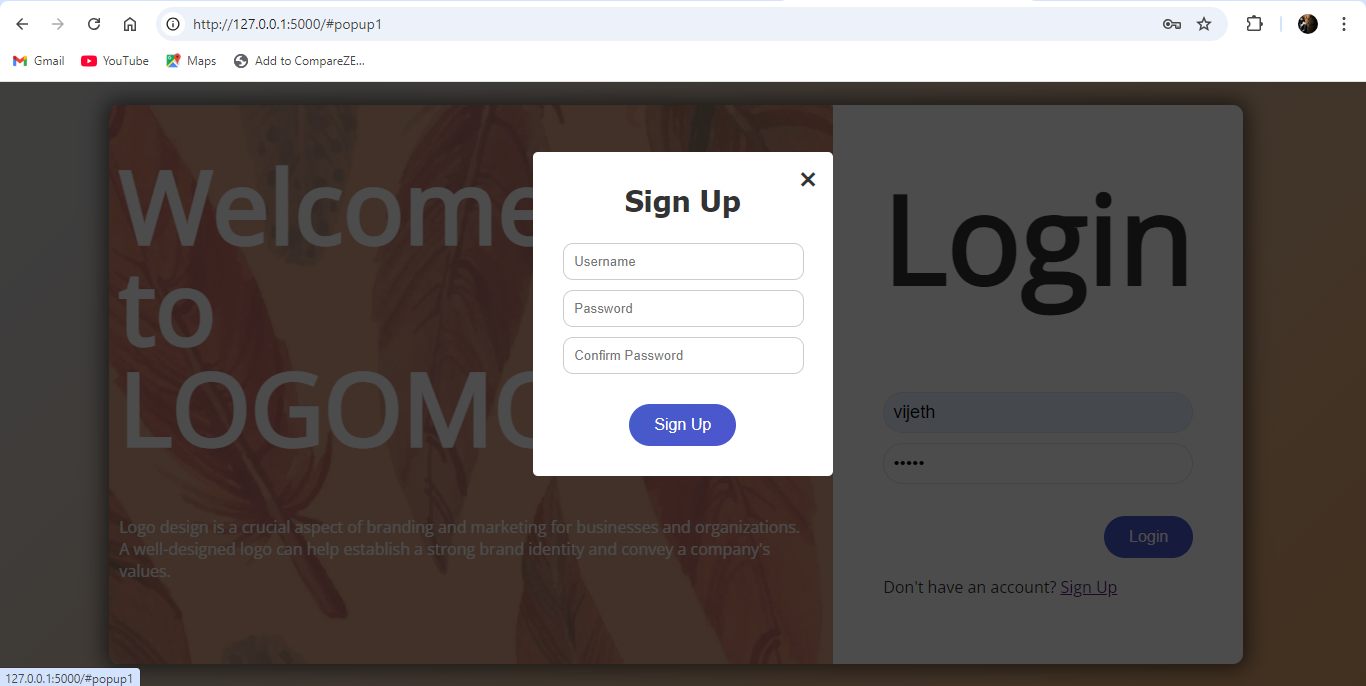 http://127.0.0.1:5000/#popup1
Gmail
YouTube
Maps
Add to CompareZE...
Welcome
to
LOGOMO
Logo design is a crucial aspect of branding and marketing for businesses and organizations.
A well-designed logo can help establish a strong brand identity and convey a company's
values.
×
Sign Up
Username
Password
Confirm Password
Sign Up
Login
vijeth
•••••
Login
Don't have an account? Sign Up
127.0.0.1:5000/#popup1